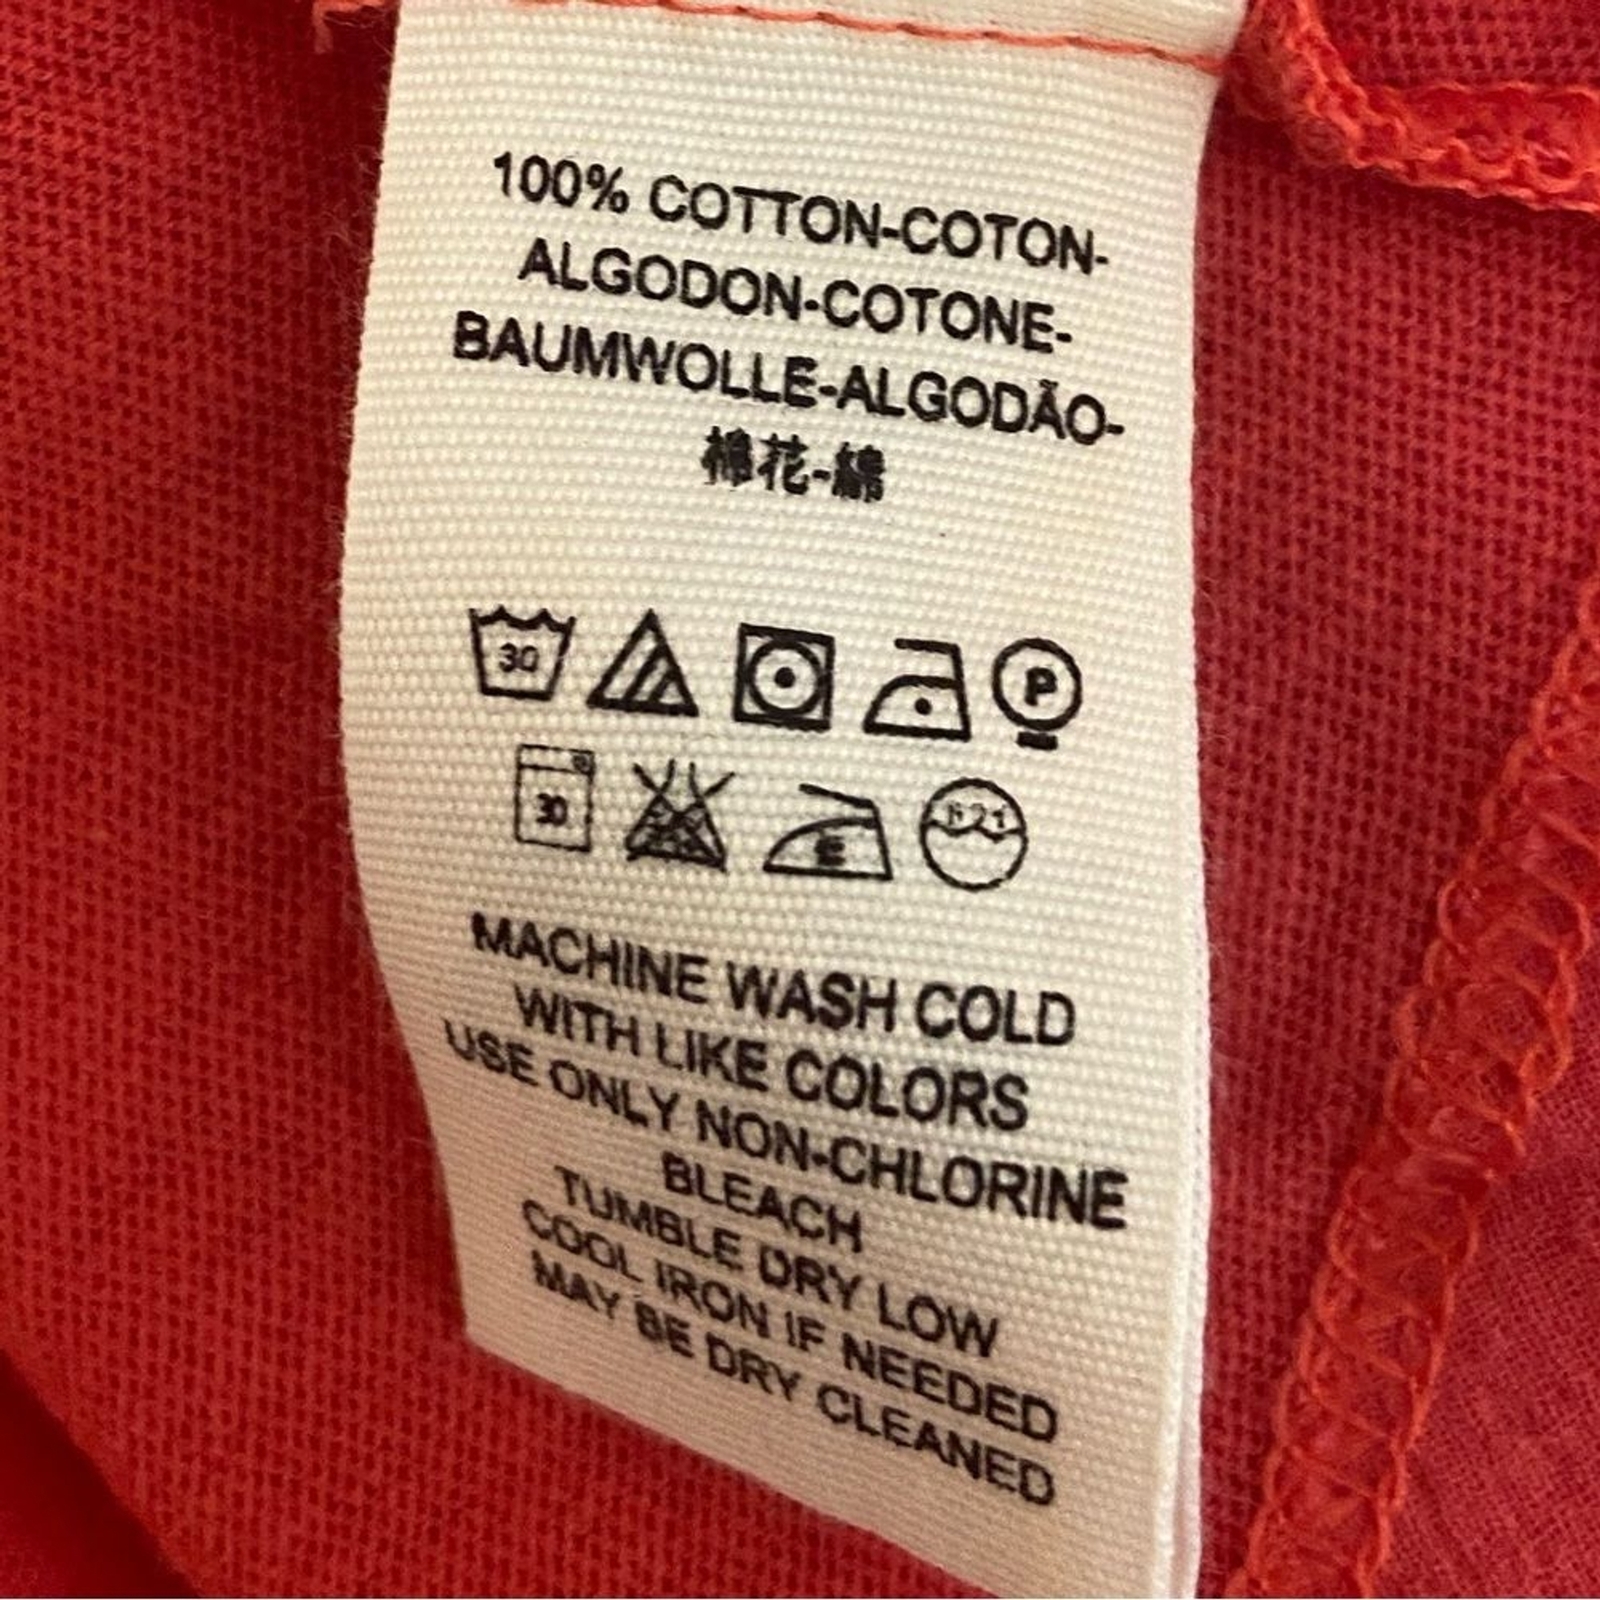 100% COTTON-COTON-
ALGODON-COTONE-
BAUMWOLLE-ALGODÃO-
棉花-綿
30 P
30 E
MACHINE WASH COLD
WITH LIKE COLORS
USE ONLY NON-CHLORINE
BLEACH
TUMBLE DRY LOW
COOL IRON IF NEEDED
MAY BE DRY CLEANED